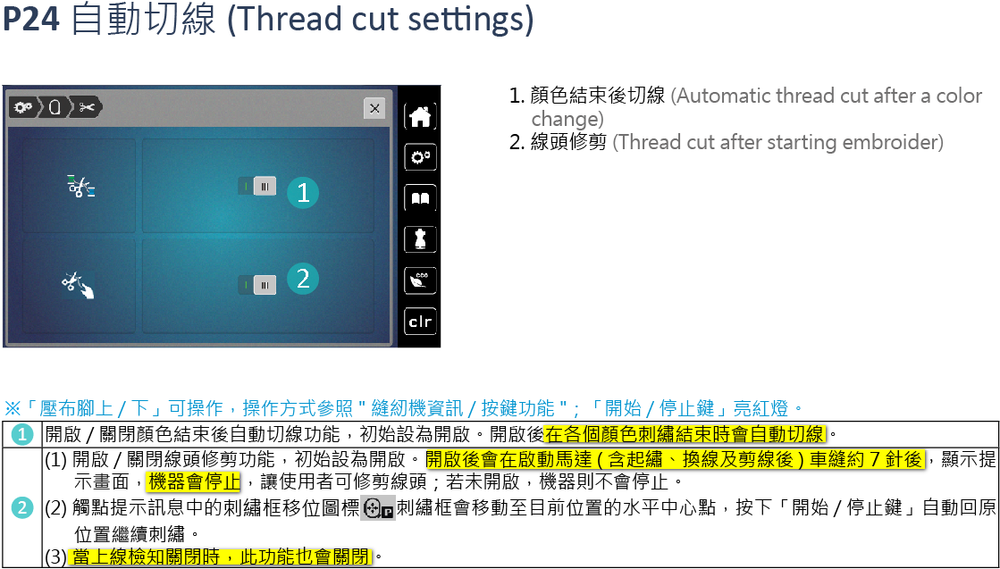 P24 自動切線 (Thread cut settings)
1. 顏色結束後切線 (Automatic thread cut after a color
change)
2. 線頭修剪 (Thread cut after starting embroider)
1
2
eco
clr
※「壓布腳上 / 下」可操作，操作方式參照 " 縫紉機資訊 / 按鍵功能 "；「開始 / 停止鍵」亮紅燈。
1 開啟 / 關閉顏色結束後自動切線功能，初始設為開啟。開啟後在各個顏色刺繡結束時會自動切線。
(1) 開啟 / 關閉線頭修剪功能，初始設為開啟。開啟後會在啟動馬達 ( 含起繡、換線及剪線後 ) 車縫約 7 針後，顯示提
示畫面，機器會停止，讓使用者可修剪線頭；若未開啟，機器則不會停止。
2 (2) 觸點提示訊息中的刺繡框移位圖標刺繡框會移動至目前位置的水平中心點，按下「開始 / 停止鍵」自動回原
位置繼續刺繡。
(3) 當上線檢知關閉時，此功能也會關閉。